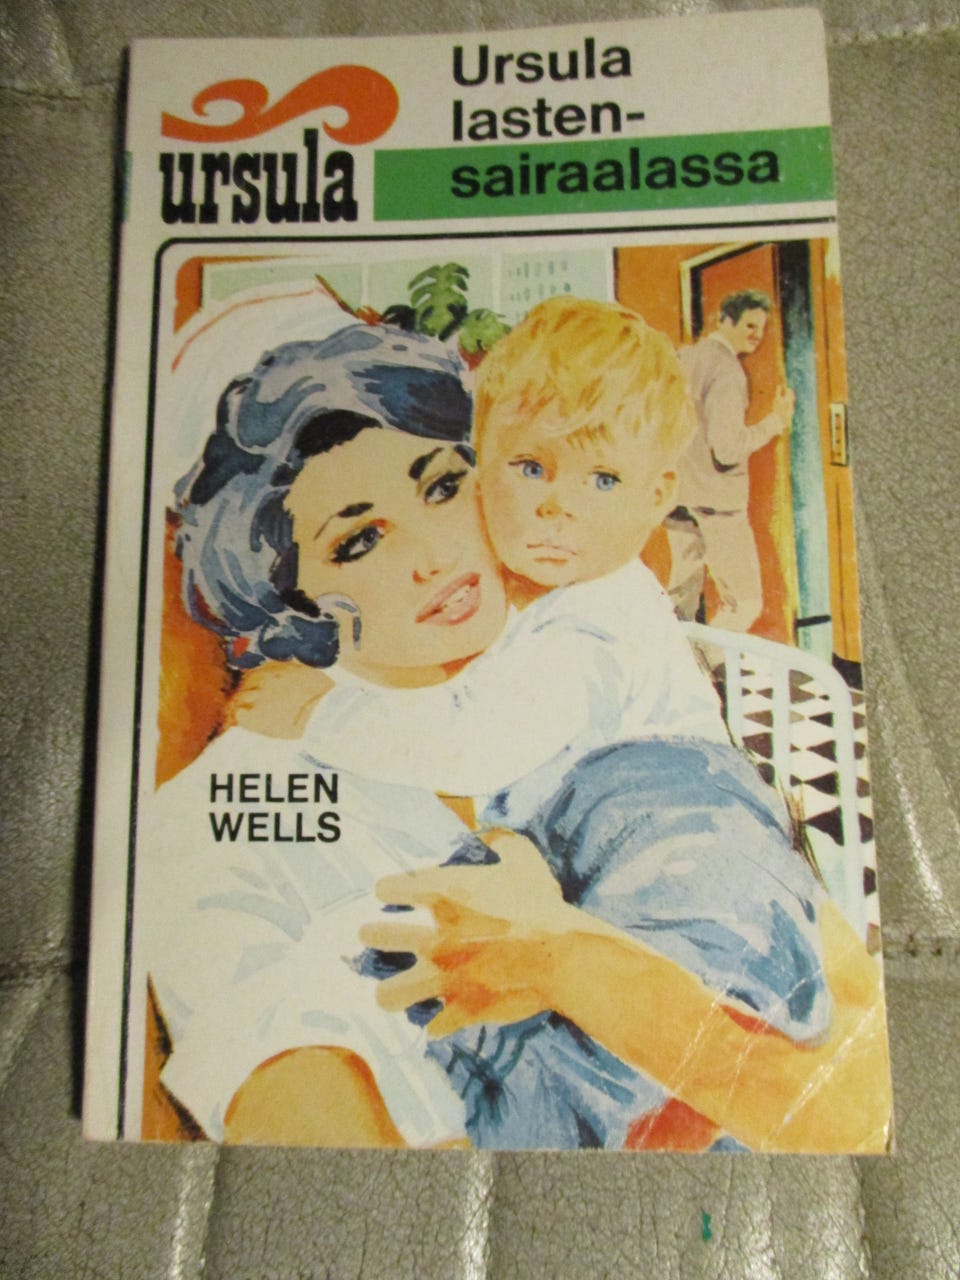 ursula
Ursula
lasten-
sairaalassa
HELEN
WELLS